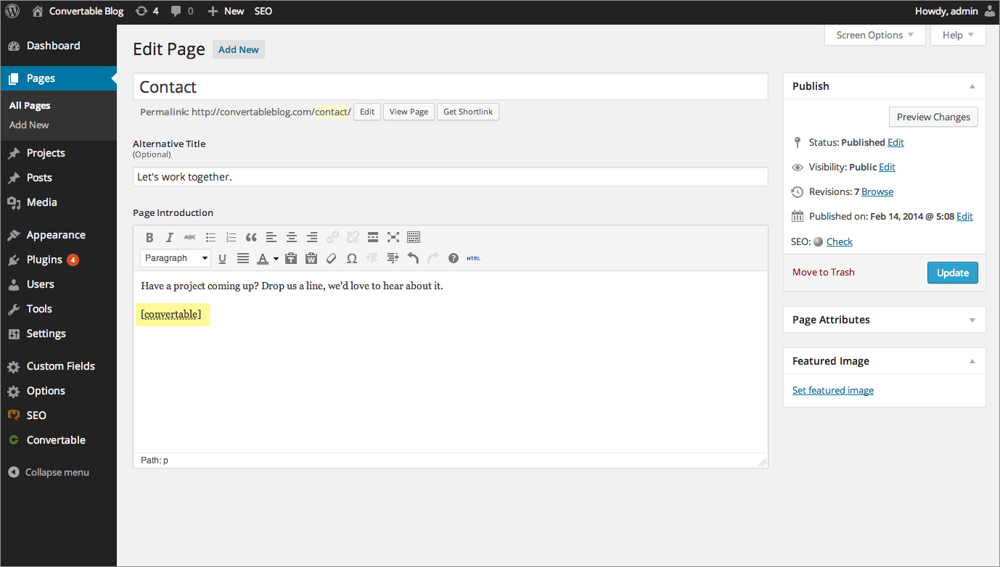 Convertable Blog 4 0 New SEO Howdy, admin
Screen Options Help
Dashboard
Pages
All Pages
Add New
Projects
Posts
Media
Appearance
Plugins 4
Users
Tools
Settings
Custom Fields
Options
SEO
Convertable
Collapse menu
Edit Page Add New
Contact
Permalink: http://convertableblog.com/contact/ Edit View Page Get Shortlink
Alternative Title
(Optional)
Let's work together.
Page Introduction
B I ABC
Paragraph U A T W Ω ? HTML
Have a project coming up? Drop us a line, we'd love to hear about it.
[convertable]
Path: p
Publish
Preview Changes
Status: Published Edit
Visibility: Public Edit
Revisions: 7 Browse
Published on: Feb 14, 2014 @ 5:08 Edit
SEO: Check
Move to Trash Update
Page Attributes
Featured Image
Set featured image